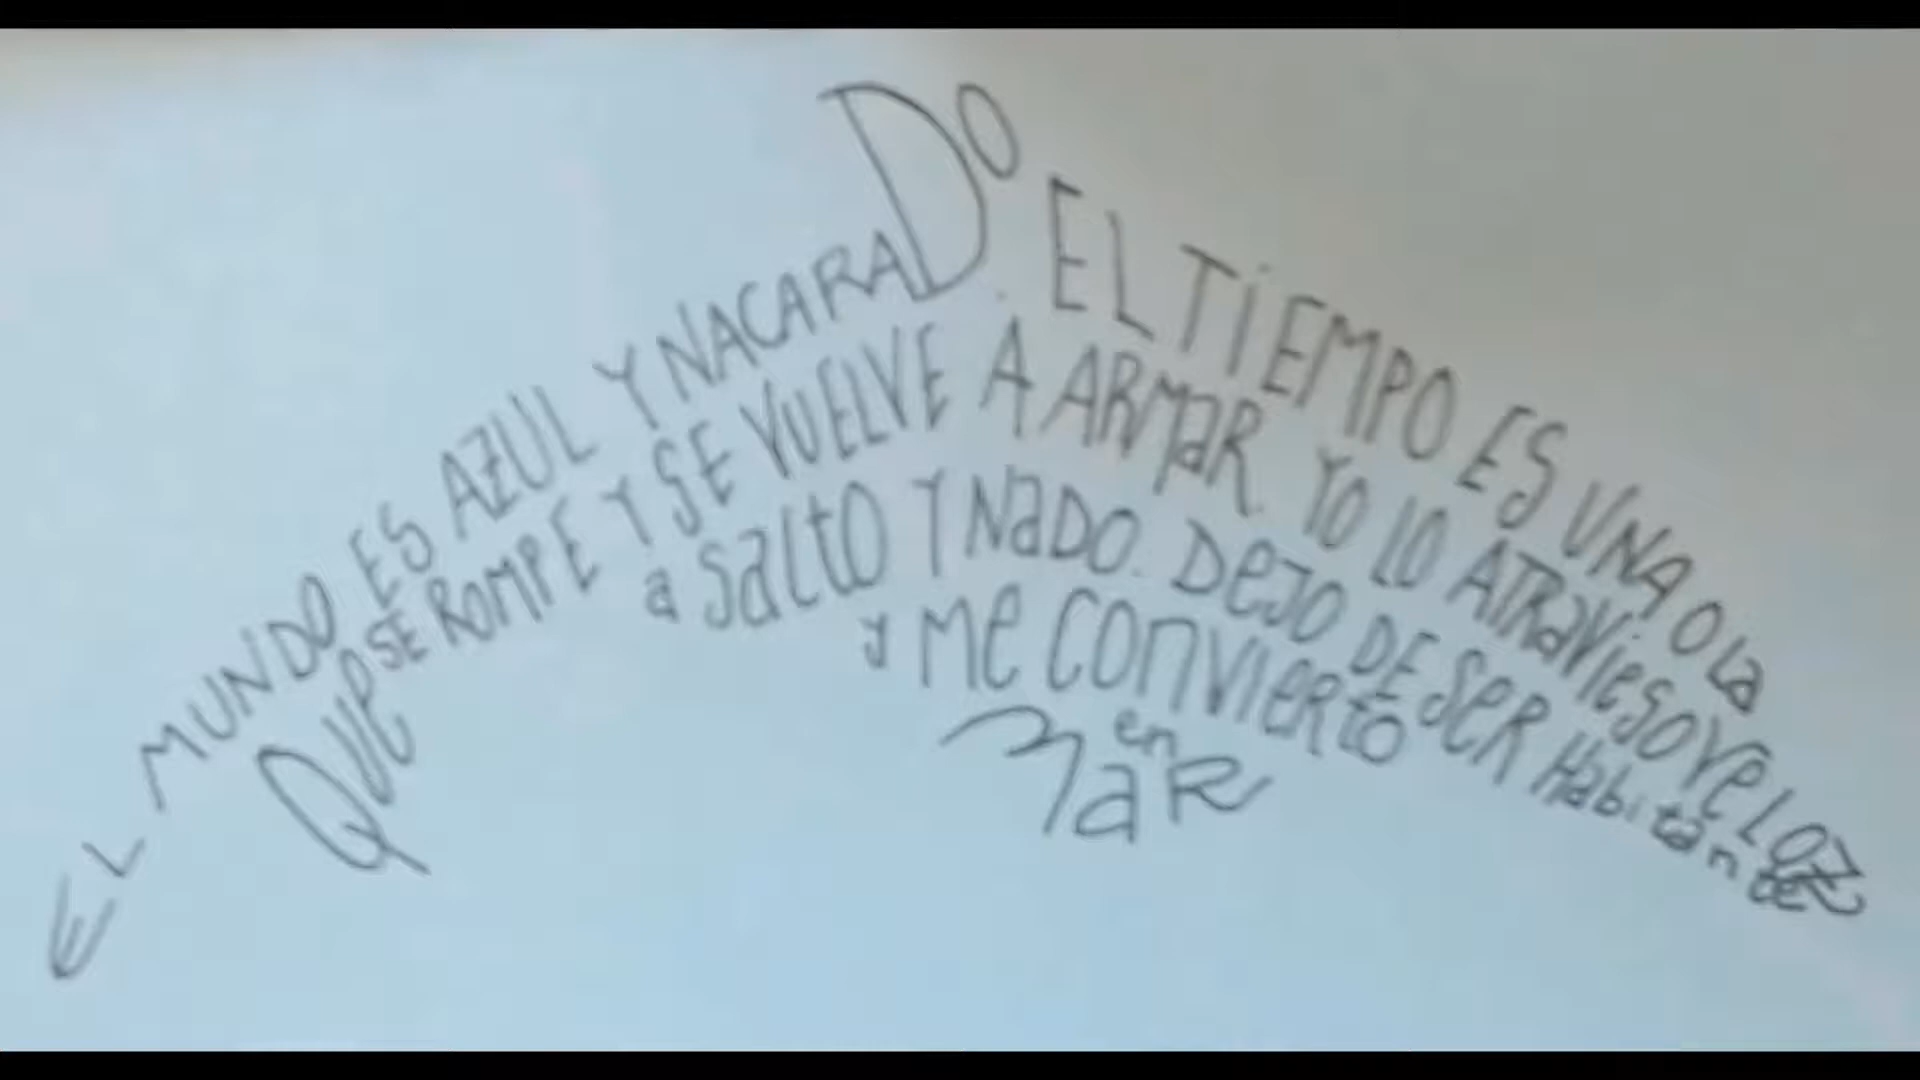 EL MUNDO ES AZUL Y NACARADO. EL TIEMPO ES UNA OLa
QUE SE ROMPE Y SE VUELVE A ARMaR. YO LO ATRaViESO VELOZ
a SaLtO Y NaDO. DeJO DE SER Habitante
y Me CONVIERtO
en
MaR